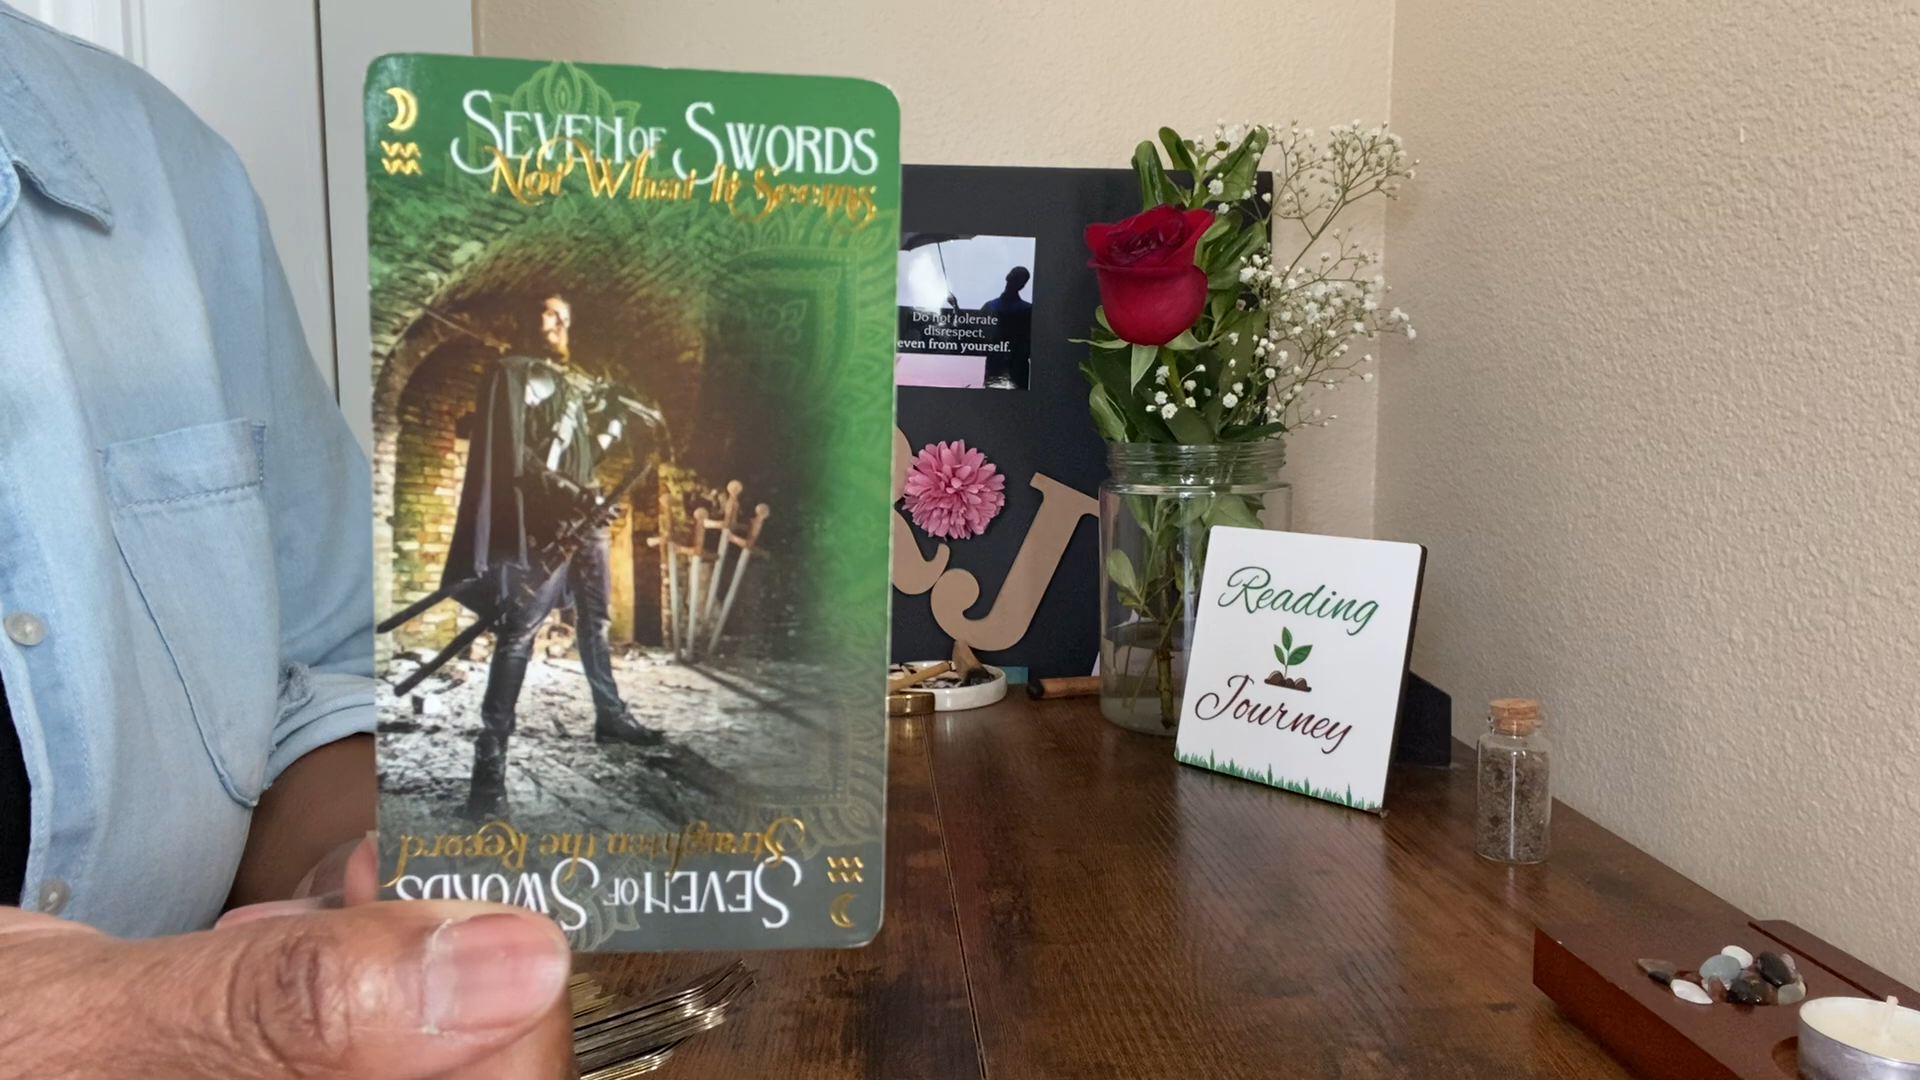 SEVEN OF SWORDS
Not What It Seems
Straighten the Record
SEVEN OF SWORDS
Do not tolerate
disrespect,
even from yourself.
J
Reading
Journey